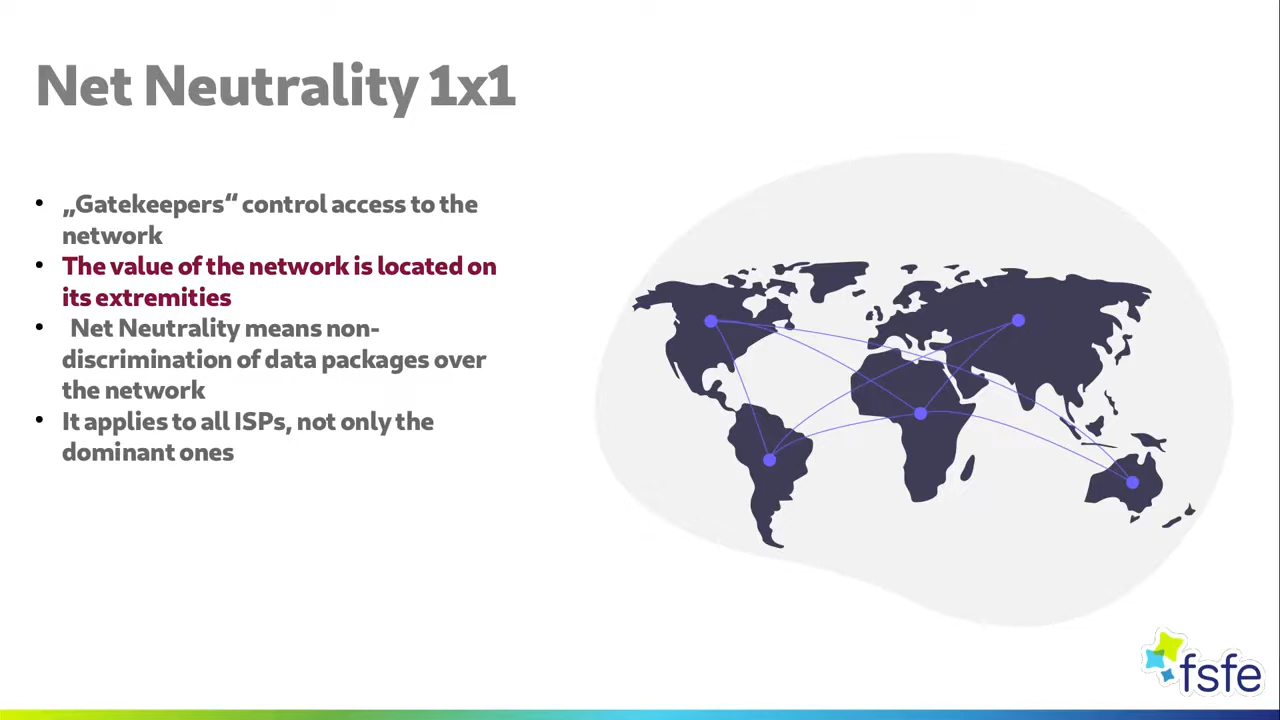 Net Neutrality 1x1
• „Gatekeepers“ control access to the
network
• The value of the network is located on
its extremities
• Net Neutrality means non-
discrimination of data packages over
the network
• It applies to all ISPs, not only the
dominant ones
fsfe